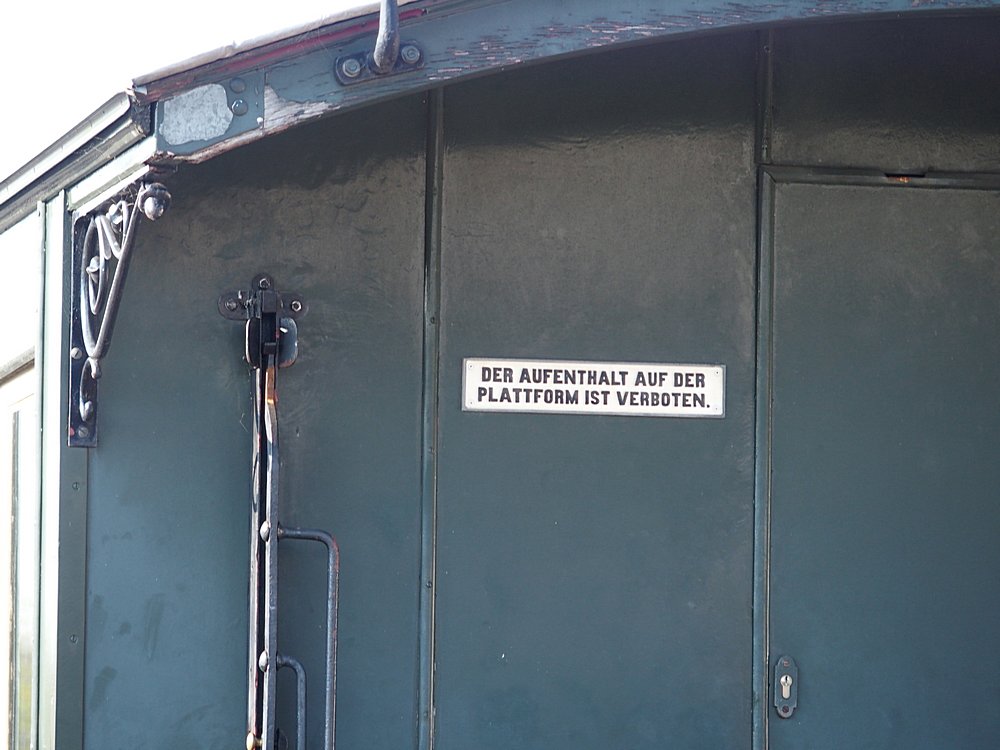 DER AUFENTHALT AUF DER
PLATTFORM IST VERBOTEN.